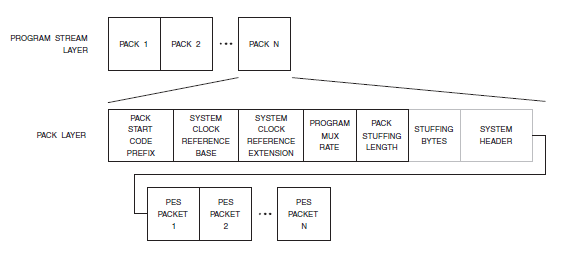 PROGRAM STREAM
LAYER
PACK 1
PACK 2
PACK N
PACK LAYER
PACK
START
CODE
PREFIX
SYSTEM
CLOCK
REFERENCE
BASE
SYSTEM
CLOCK
REFERENCE
EXTENSION
PROGRAM
MUX
RATE
PACK
STUFFING
LENGTH
STUFFING
BYTES
SYSTEM
HEADER
PES
PACKET
1
PES
PACKET
2
PES
PACKET
N